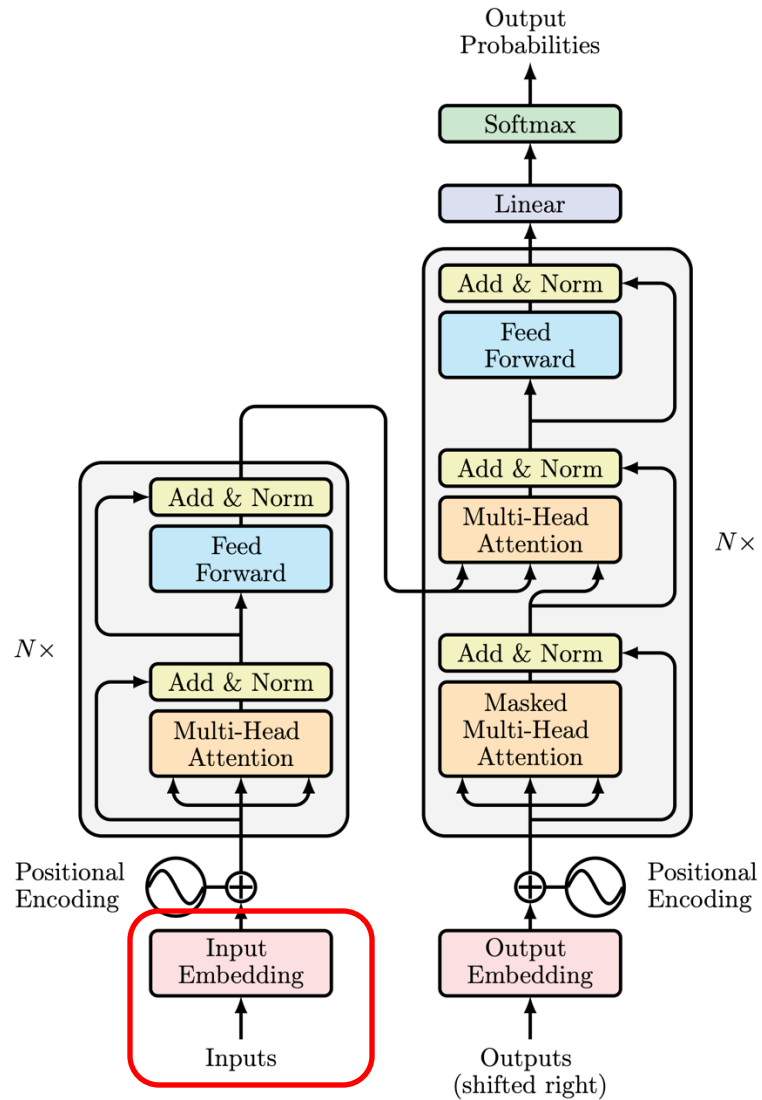 Output
Probabilities
Softmax
Linear
Add & Norm
Feed
Forward
Add & Norm
Multi-Head
Attention
N×
Add & Norm
Masked
Multi-Head
Attention
Add & Norm
Feed
Forward
N×
Add & Norm
Multi-Head
Attention
Positional
Encoding
Positional
Encoding
Input
Embedding
Output
Embedding
Inputs
Outputs
(shifted right)